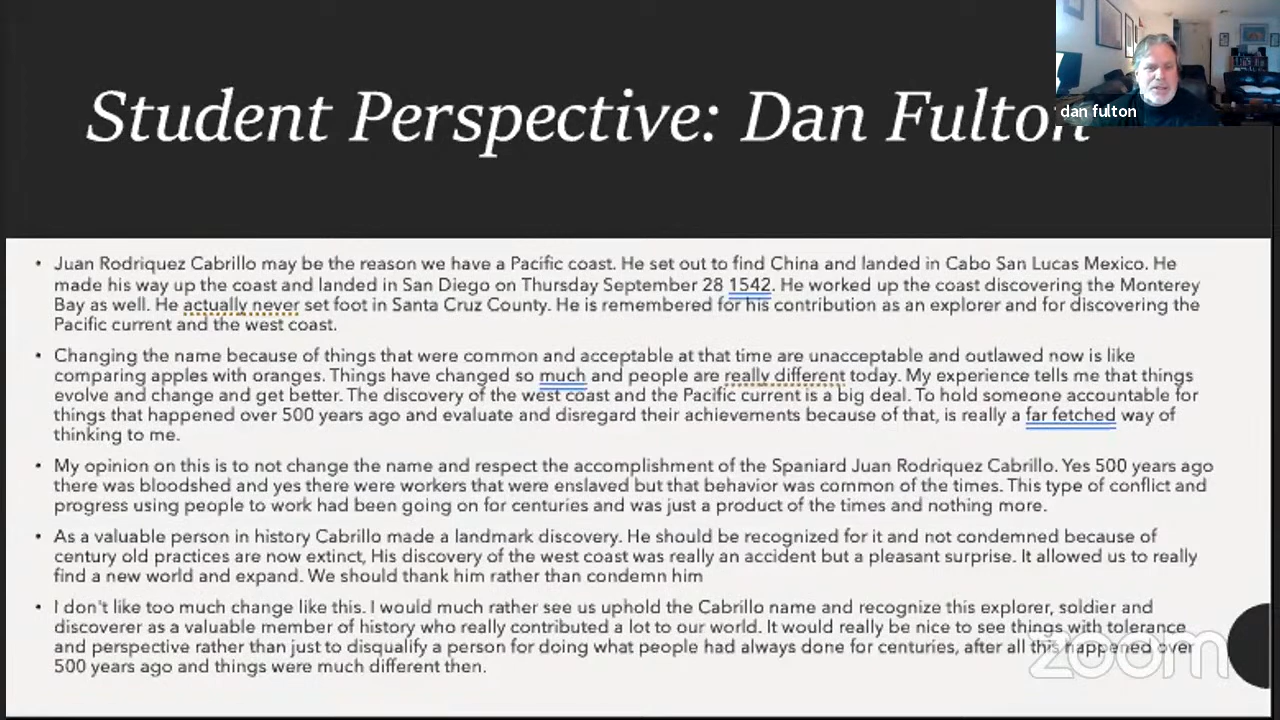 Student Perspective: Dan Fulton
dan fulton
• Juan Rodriquez Cabrillo may be the reason we have a Pacific coast. He set out to find China and landed in Cabo San Lucas Mexico. He
made his way up the coast and landed in San Diego on Thursday September 28 1542. He worked up the coast discovering the Monterey
Bay as well. He actually never set foot in Santa Cruz County. He is remembered for his contribution as an explorer and for discovering the
Pacific current and the west coast.
• Changing the name because of things that were common and acceptable at that time are unacceptable and outlawed now is like
comparing apples with oranges. Things have changed so much and people are really different today. My experience tells me that things
evolve and change and get better. The discovery of the west coast and the Pacific current is a big deal. To hold someone accountable for
things that happened over 500 years ago and evaluate and disregard their achievements because of that, is really a far fetched way of
thinking to me.
• My opinion on this is to not change the name and respect the accomplishment of the Spaniard Juan Rodriquez Cabrillo. Yes 500 years ago
there was bloodshed and yes there were workers that were enslaved but that behavior was common of the times. This type of conflict and
progress using people to work had been going on for centuries and was just a product of the times and nothing more.
• As a valuable person in history Cabrillo made a landmark discovery. He should be recognized for it and not condemned because of
century old practices are now extinct, His discovery of the west coast was really an accident but a pleasant surprise. It allowed us to really
find a new world and expand. We should thank him rather than condemn him
• I don't like too much change like this. I would much rather see us uphold the Cabrillo name and recognize this explorer, soldier and
discoverer as a valuable member of history who really contributed a lot to our world. It would really be nice to see things with tolerance
and perspective rather than just to disqualify a person for doing what people had always done for centuries, after all this happened over
500 years ago and things were much different then.
zoom